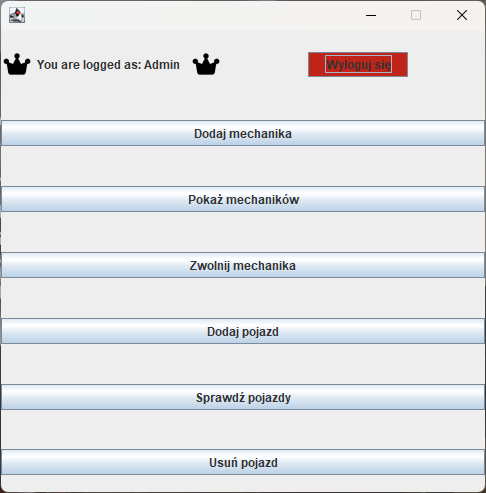 You are logged as: Admin
Wyloguj się
Dodaj mechanika
Pokaż mechaników
Zwolnij mechanika
Dodaj pojazd
Sprawdź pojazdy
Usuń pojazd